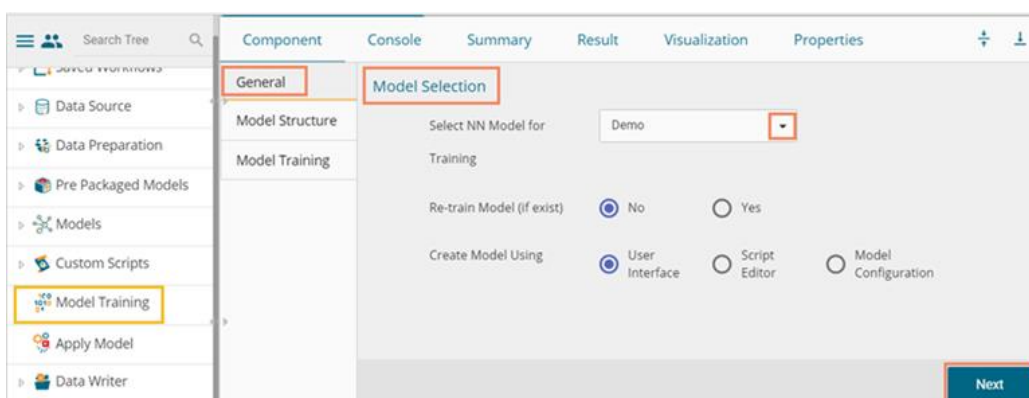 Search Tree
Component
Console
Summary
Result
Visualization
Properties
Saved Workflows
Data Source
Data Preparation
Pre Packaged Models
Models
Custom Scripts
Model Training
Apply Model
Data Writer
General
Model Structure
Model Training
Model Selection
Select NN Model for
Training
Demo
Re-train Model (if exist)
No
Yes
Create Model Using
User
Interface
Script
Editor
Model
Configuration
Next